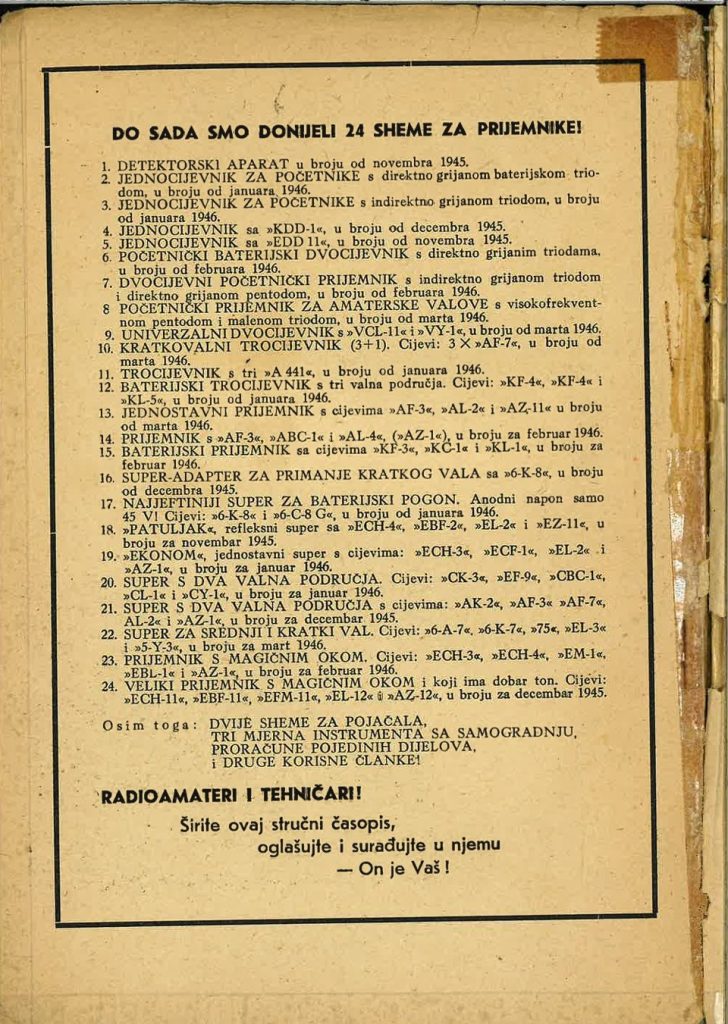 DO SADA SMO DONIJELI 24 SHEME ZA PRIJEMNIKE!
1. DETEKTORSKI APARAT u broju od novembra 1945.
2. JEDNOCIJEVNIK ZA POČETNIKE s direktno grijanom baterijskom trio-
dom, u broju od januara 1946.
3. JEDNOCIJEVNIK ZA POČETNIKE s indirektno grijanom triodom, u broju
od januara 1946.
4. JEDNOCIJEVNIK sa »KDD-1«, u broju od decembra 1945.
5. JEDNOCIJEVNIK sa »EDD 11«, u broju od novembra 1945.
6. POČETNIČKI BATERIJSKI DVOCIJEVNIK s direktno grijanim triodama,
u broju od februara 1946.
7. DVOCIJEVNI POČETNIČKI PRIJEMNIK s indirektno grijanom triodom
i direktno grijanom pentodom, u broju od februara 1946.
8 POČETNIČKI PRIJEMNIK ZA AMATERSKE VALOVE s visokofrekvent-
nom pentodom i malenom triodom, u broju od marta 1946.
9. UNIVERZALNI DVOCIJEVNIK s »VCL-11« i »VY-1«, u broju od marta 1946.
10. KRATKOVALNI TROCIJEVNIK (3+1). Cijevi: 3 X »AF-7«, u broju od
marta 1946.
11. TROCIJEVNIK s tri »A 441«, u broju od januara 1946.
12. BATERIJSKI TROCIJEVNIK s tri valna područja. Cijevi: »KF-4«, »KF-4« i
»KL-5«, u broju od januara 1946.
13. JEDNOSTAVNI PRIJEMNIK s cijevima »AF-3«, »AL-2« i »AZ-11« u broju
od marta 1946.
14. PRIJEMNIK s »AF-3«, »ABC-1« i »AL-4«, (»AZ-1«), u broju za februar 1946.
15. BATERIJSKI PRIJEMNIK sa cijevima »KF-3«, »KC-1« i »KL-1«, u broju za
februar 1946.
16. SUPER-ADAPTER ZA PRIMANJE KRATKOG VALA sa »6-K-8«, u broju
od decembra 1945.
17. NAJJEFTINIJI SUPER ZA BATERIJSKI POGON. Anodni napon samo
45 V! Cijevi: »6-K-8« i »6-C-8 G«, u broju od januara 1946.
18. »PATULJAK«, refleksni super sa »ECH-4«, »EBF-2«, »EL-2« i »EZ-11«, u
broju za novembar 1945.
19. »EKONOM«, jednostavni super s cijevima: »ECH-3«, »ECF-1«, »EL-2« i
»AZ-1«, u broju za januar 1946.
20. SUPER S DVA VALNA PODRUČJA. Cijevi: »CK-3«, »EF-9«, »CBC-1«,
»CL-1« i »CY-1«, u broju za januar 1946.
21. SUPER S DVA VALNA PODRUČJA s cijevima: »AK-2«, »AF-3« »AF-7«,
AL-2« i »AZ-1«, u broju za decembar 1945.
22. SUPER ZA SREDNJI I KRATKI VAL. Cijevi: »6-A-7«, »6-K-7«, »75«, »EL-3«
i »5-Y-3«, u broju za mart 1946.
23. PRIJEMNIK S MAGIČNIM OKOM. Cijevi: »ECH-3«, »ECH-4«, »EM-1«,
»EBL-1« i »AZ-1«, u broju za februar 1946.
24. VELIKI PRIJEMNIK S MAGIČNIM OKOM i koji ima dobar ton. Cijevi:
»ECH-11«, »EBF-11«, »EFM-11«, »EL-12« i »AZ-12«, u broju za decembar 1945.
Osim toga: DVIJE SHEME ZA POJAČALA,
TRI MJERNA INSTRUMENTA SA SAMOGRADNJU,
PRORAČUNE POJEDINIH DIJELOVA,
i DRUGE KORISNE ČLANKE!
RADIOAMATERI I TEHNIČARI!
Širite ovaj stručni časopis,
oglašujte i surađujte u njemu
— On je Vaš!